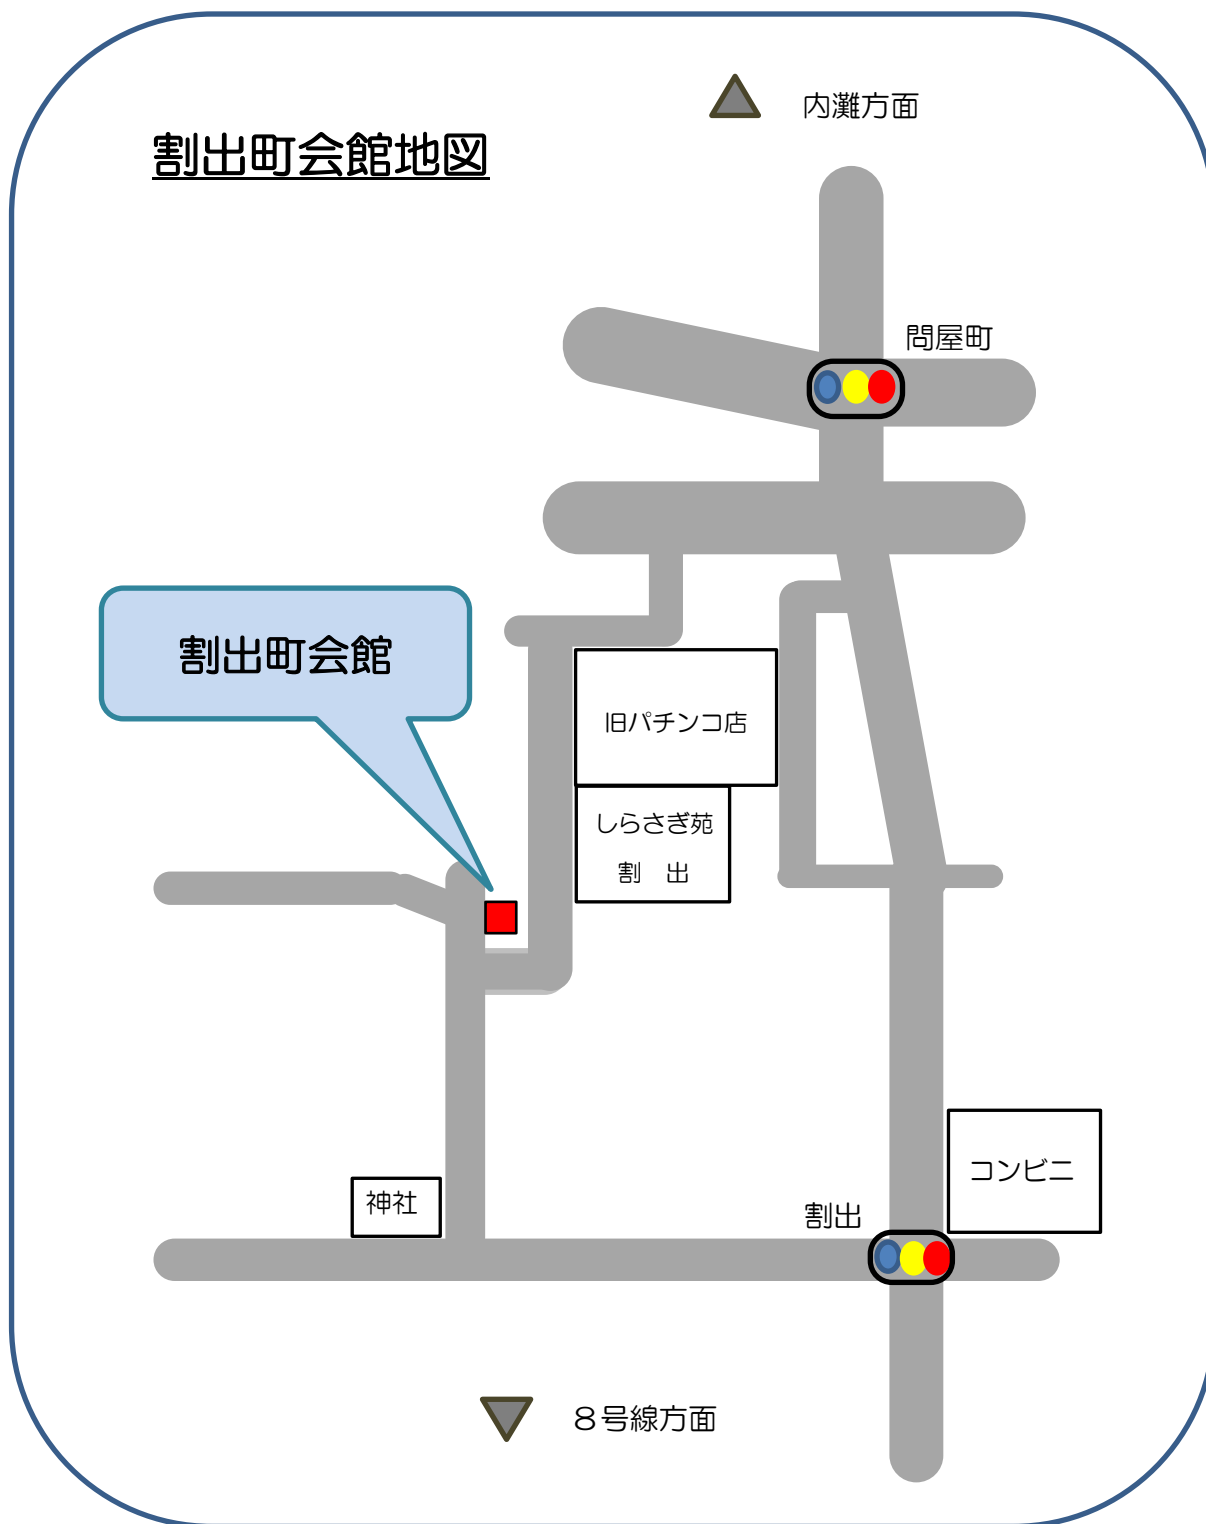 内灘方面
割出町会館地図
問屋町
割出町会館
旧パチンコ店
しらさぎ苑
割　出
コンビニ
神社
割出
８号線方面